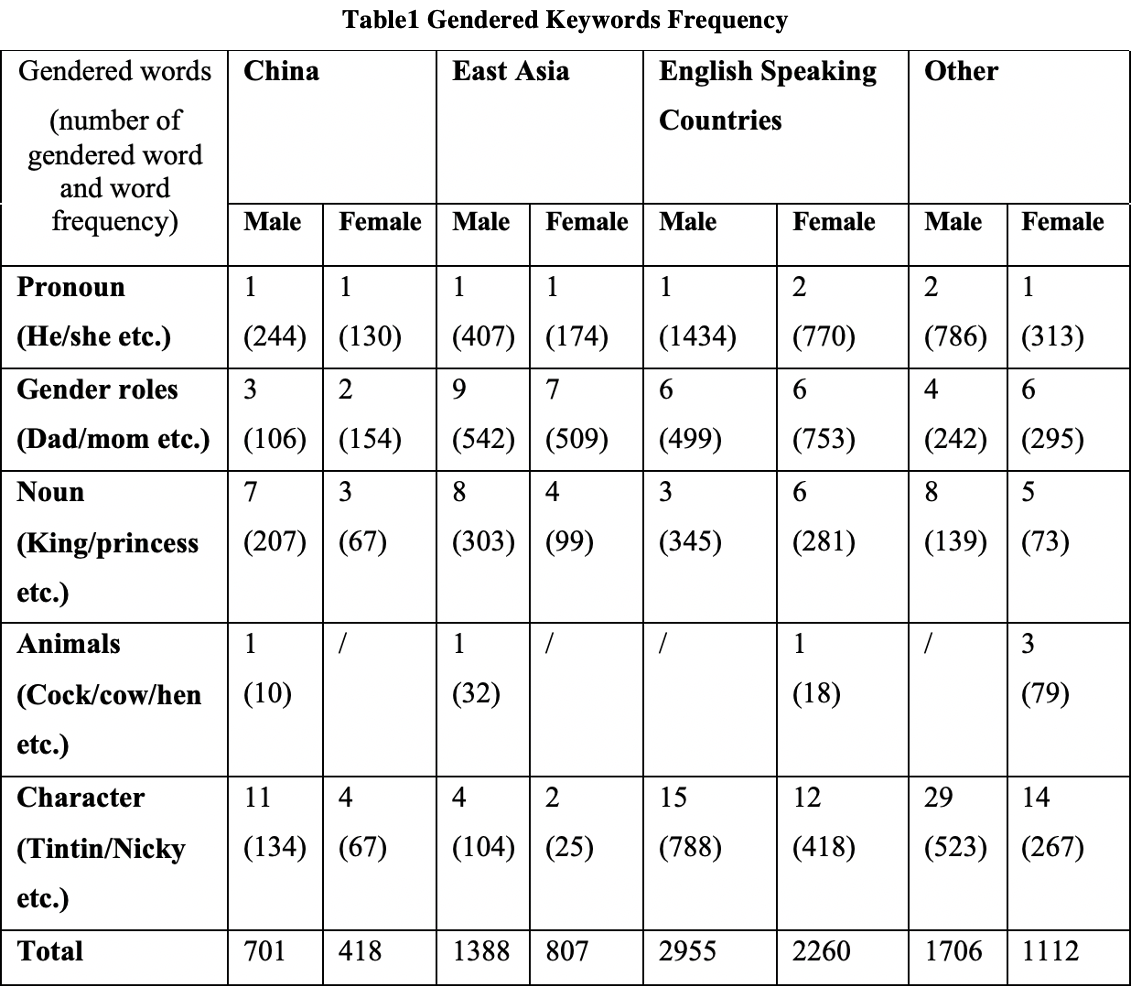 Table1 Gendered Keywords Frequency
Gendered words (number of gendered word and word frequency) China East Asia English Speaking Countries Other
Male Female Male Female Male Female Male Female
Pronoun 1 1 1 1 1 2 2 1
(He/she etc.) (244) (130) (407) (174) (1434) (770) (786) (313)
Gender roles 3 2 9 7 6 6 4 6
(Dad/mom etc.) (106) (154) (542) (509) (499) (753) (242) (295)
Noun 7 3 8 4 3 6 8 5
(King/princess (207) (67) (303) (99) (345) (281) (139) (73)
etc.)
Animals 1 / 1 / / 1 / 3
(Cock/cow/hen (10) (32) (18) (79)
etc.)
Character 11 4 4 2 15 12 29 14
(Tintin/Nicky (134) (67) (104) (25) (788) (418) (523) (267)
etc.)
Total 701 418 1388 807 2955 2260 1706 1112